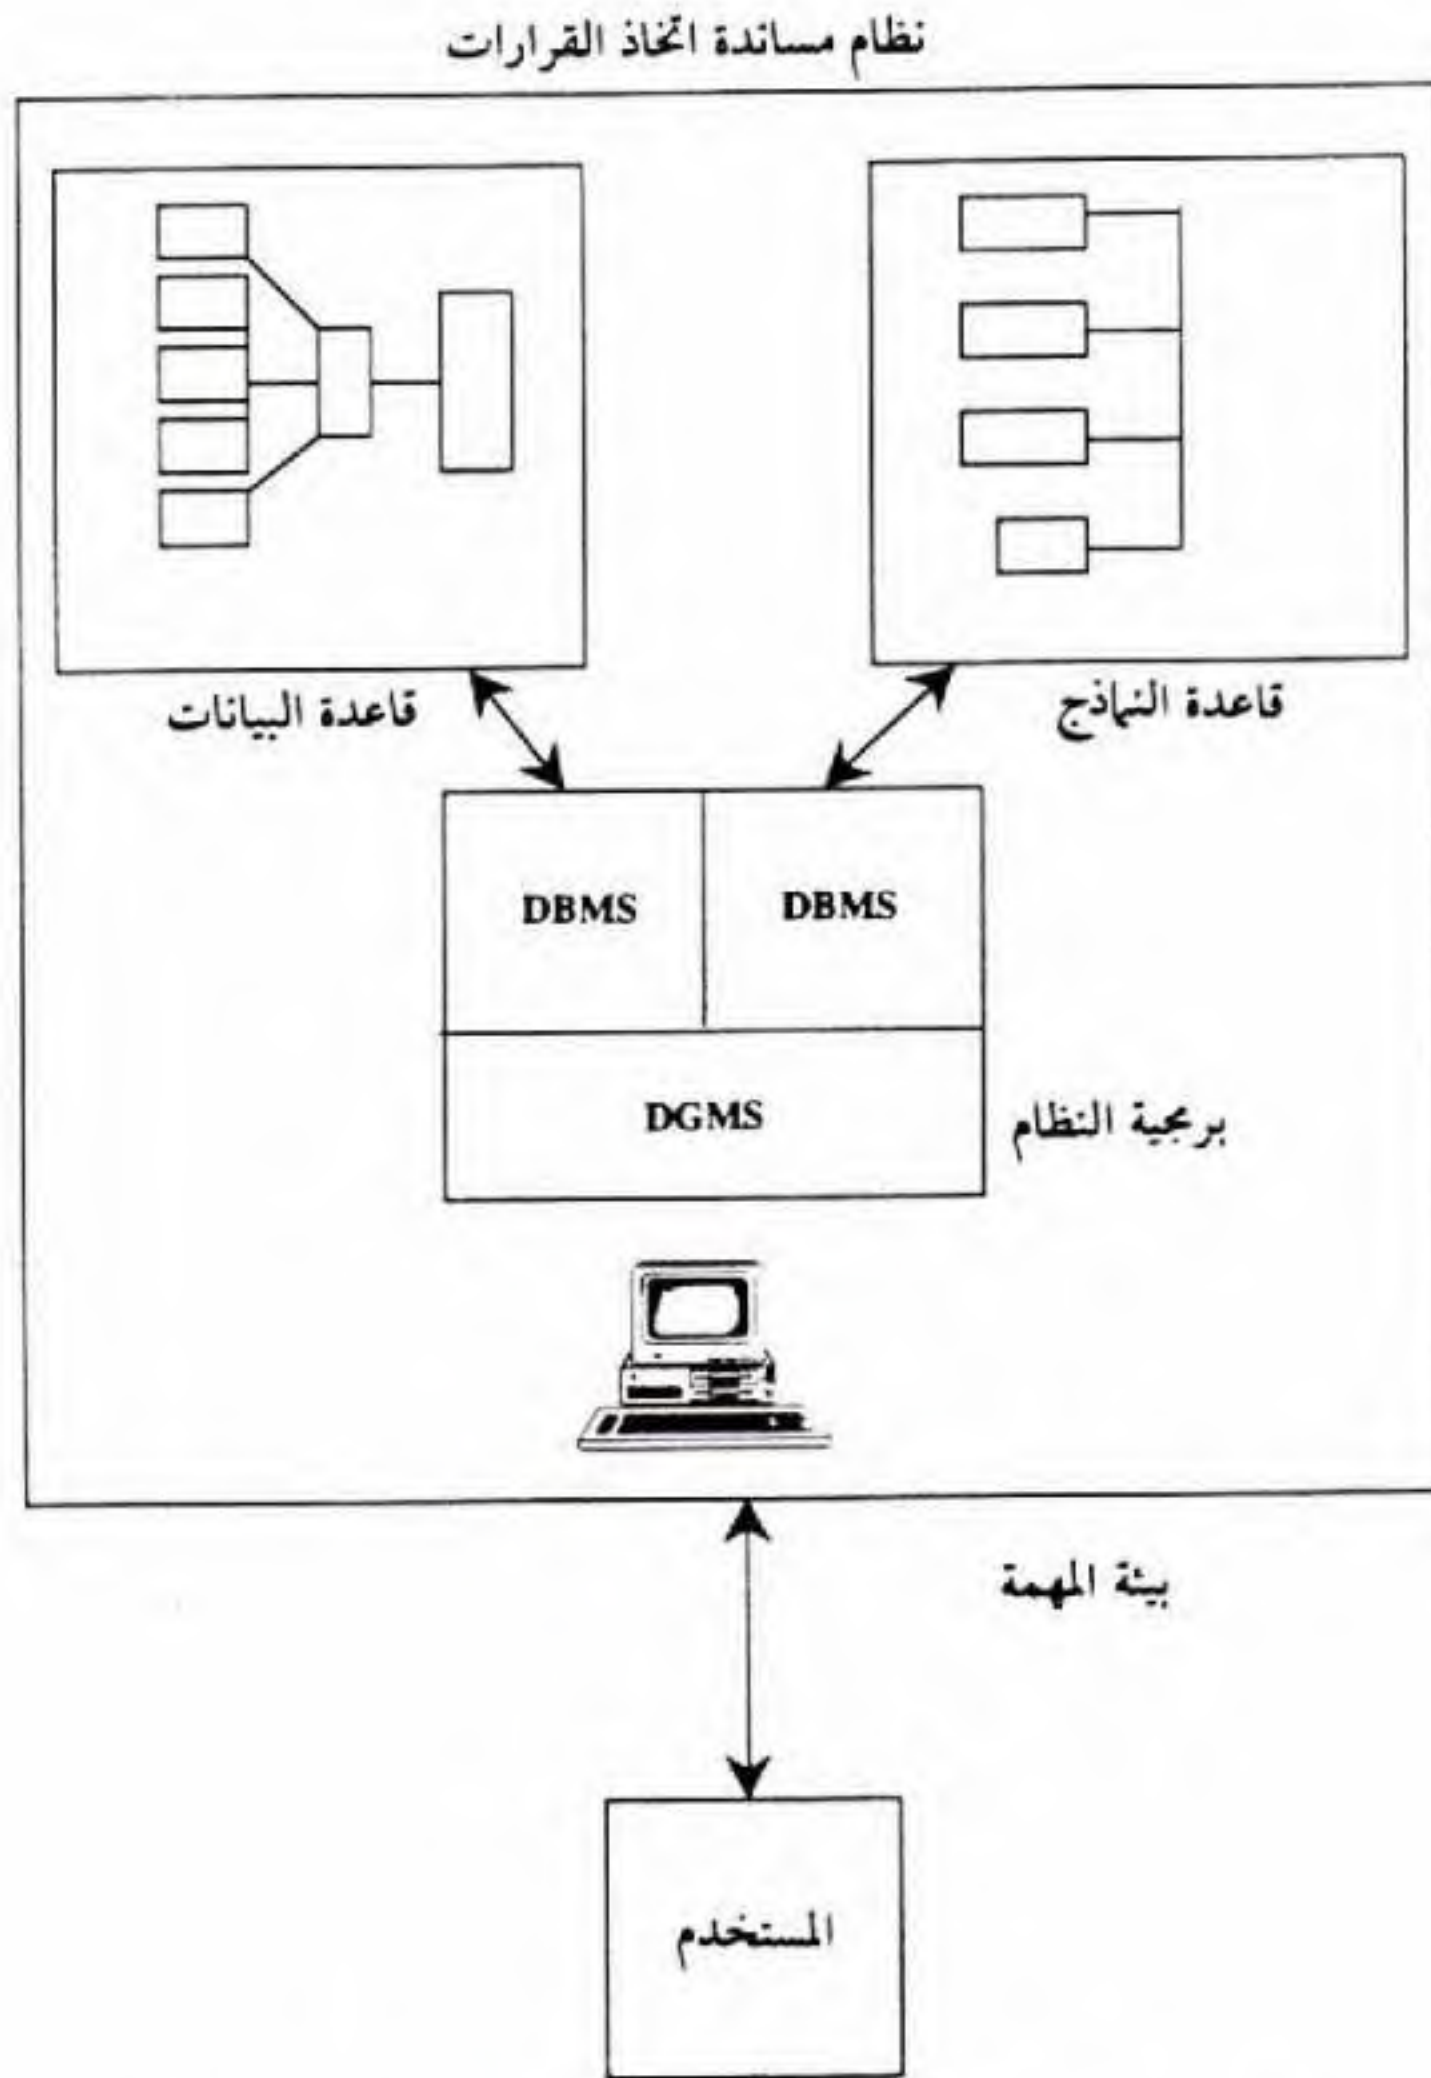 نظام مساندة اتخاذ القرارات
قاعدة النماذج
قاعدة البيانات
DBMS
DBMS
DGMS
برمجية النظام
بيئة المهمة
المستخدم